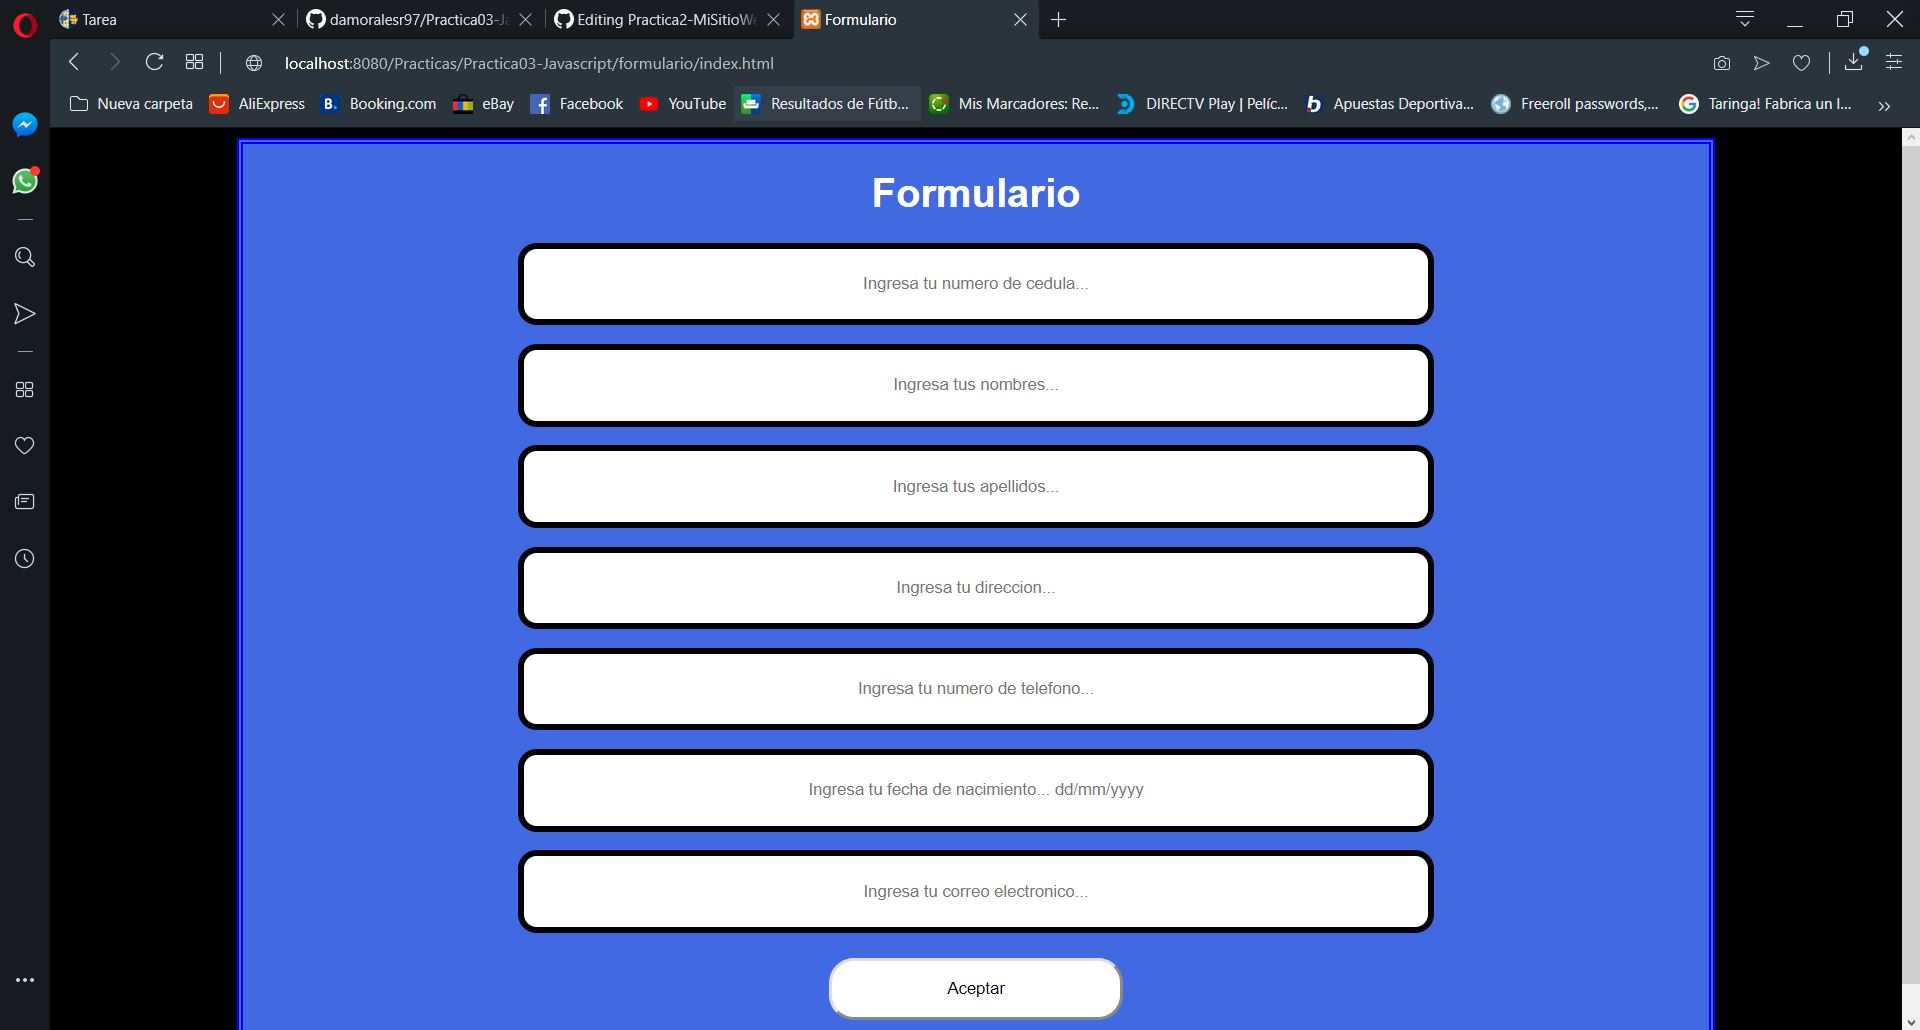 Tarea
damoralesr97/Practica03-Ja
Editing Practica2-MiSitioWe
Formulario
localhost:8080/Practicas/Practica03-Javascript/formulario/index.html
Nueva carpeta
AliExpress
B. Booking.com
eBay
Facebook
YouTube
Resultados de Fútb...
Mis Marcadores: Re...
DIRECTV Play | Pelíc...
b Apuestas Deportiva...
Freeroll passwords,...
G Taringa! Fabrica un I...
Formulario
Ingresa tu numero de cedula...
Ingresa tus nombres...
Ingresa tus apellidos...
Ingresa tu direccion...
Ingresa tu numero de telefono...
Ingresa tu fecha de nacimiento... dd/mm/yyyy
Ingresa tu correo electronico...
Aceptar